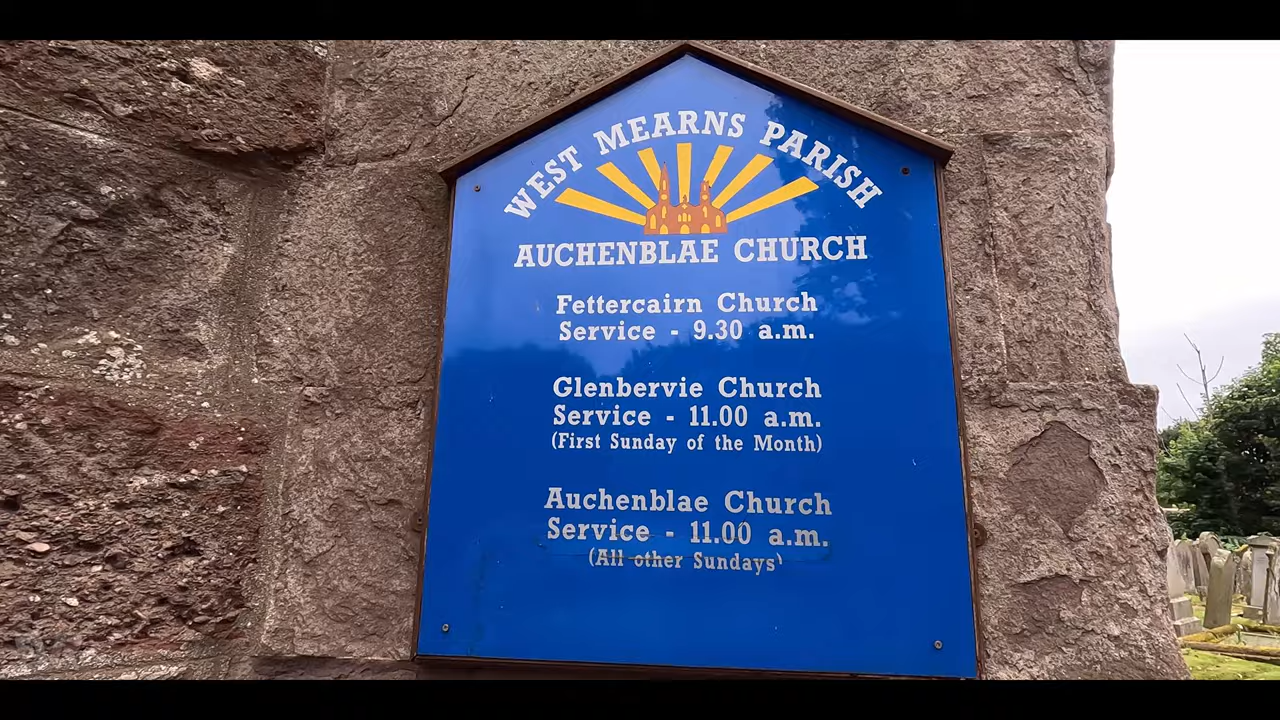 WEST MEARNS PARISH
AUCHENBLAE CHURCH
Fettercairn Church
Service - 9.30 a.m.
Glenbervie Church
Service - 11.00 a.m.
(First Sunday of the Month)
Auchenblae Church
Service - 11.00 a.m.
(All other Sundays)